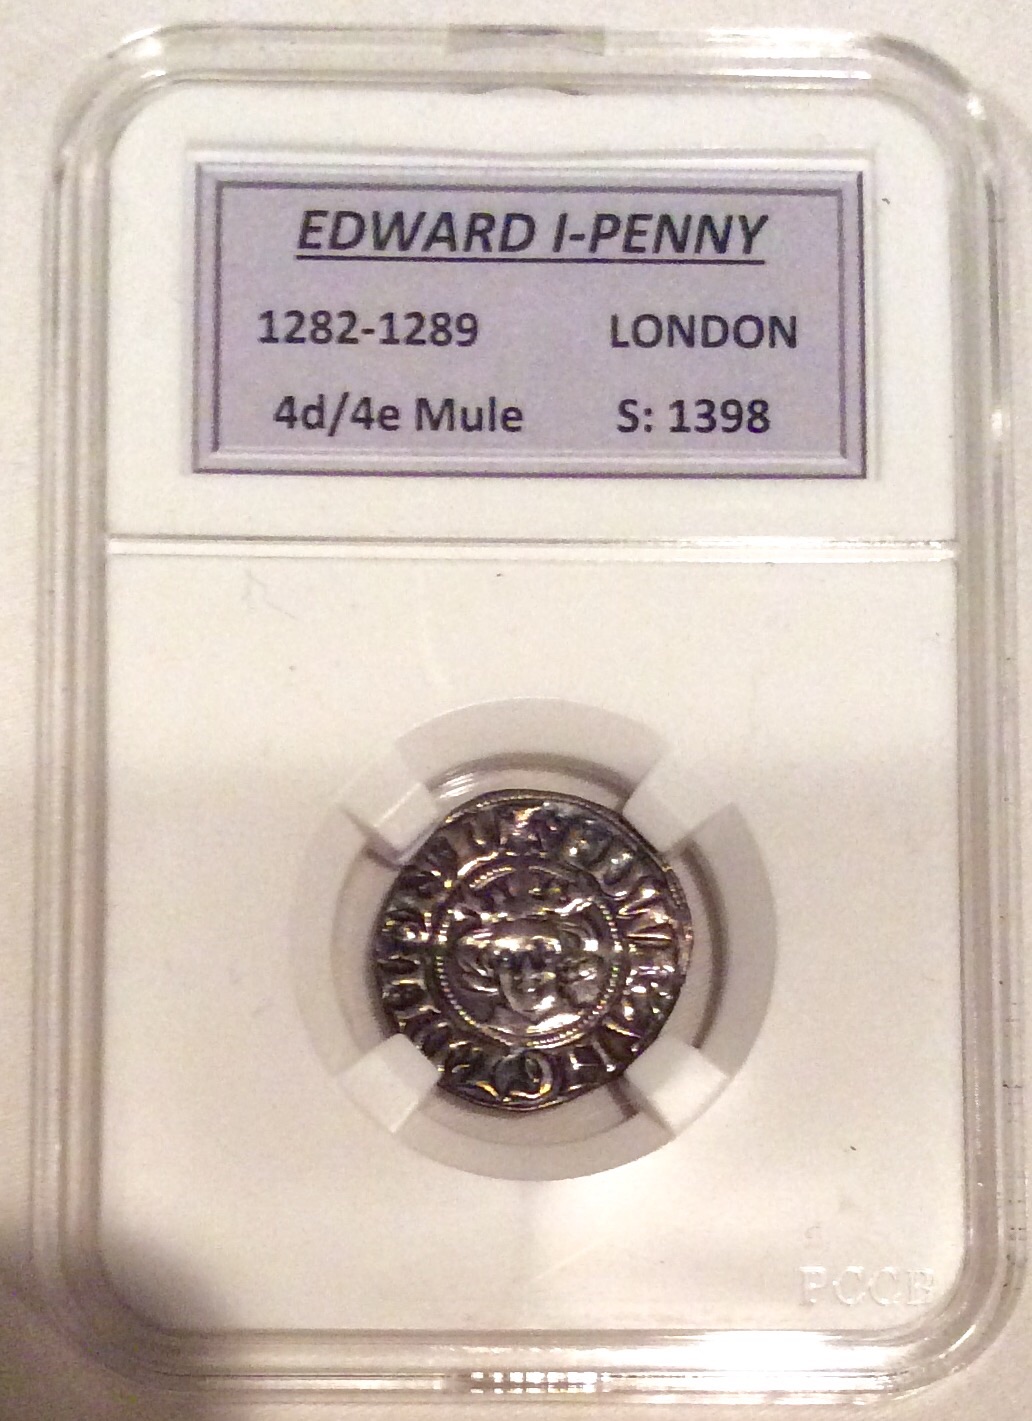 EDWARD I-PENNY
1282-1289 LONDON
4d/4e Mule S: 1398
PCCB